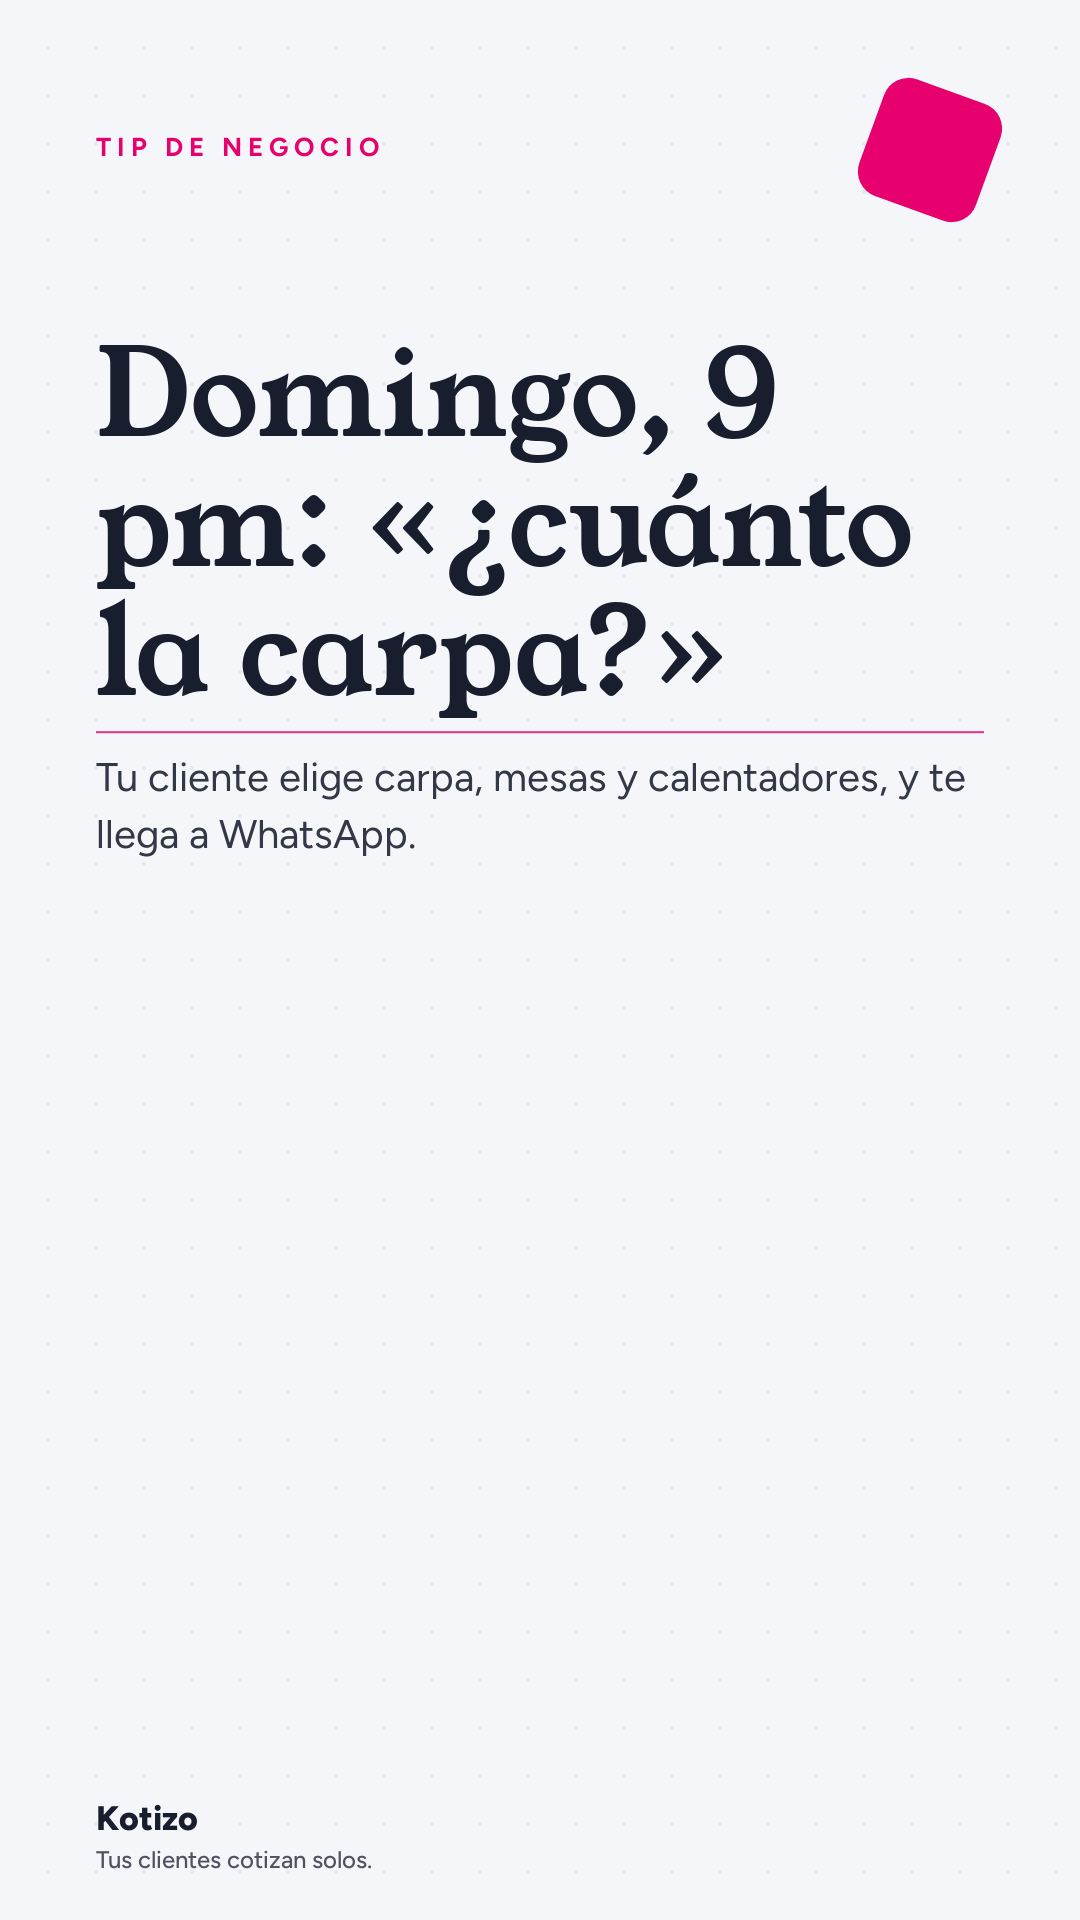 TIP DE NEGOCIO
Domingo, 9
pm: «¿cuánto
la carpa?»
Tu cliente elige carpa, mesas y calentadores, y te
llega a WhatsApp.
Kotizo
Tus clientes cotizan solos.